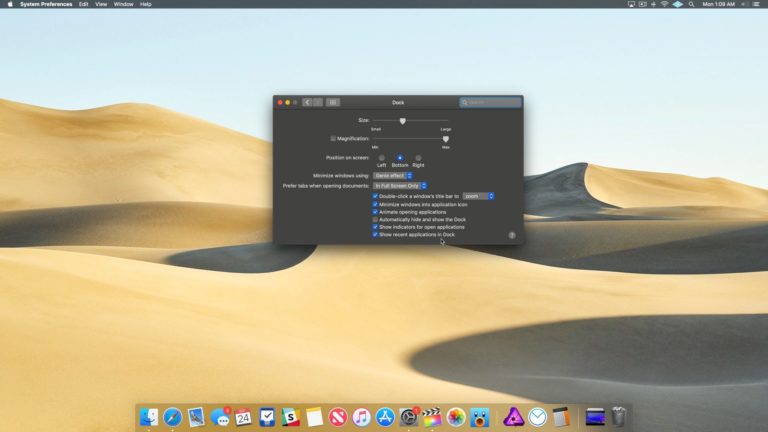 System Preferences Edit View Window Help
Mon 1:09 AM
Dock
Size:
Small Large
Magnification:
Min Max
Position on screen:
Left Bottom Right
Minimize windows using: Genie effect
Prefer tabs when opening documents: In Full Screen Only
Double-click a window's title bar to zoom
Minimize windows into application icon
Animate opening applications
Automatically hide and show the Dock
Show indicators for open applications
Show recent applications in Dock
?
24